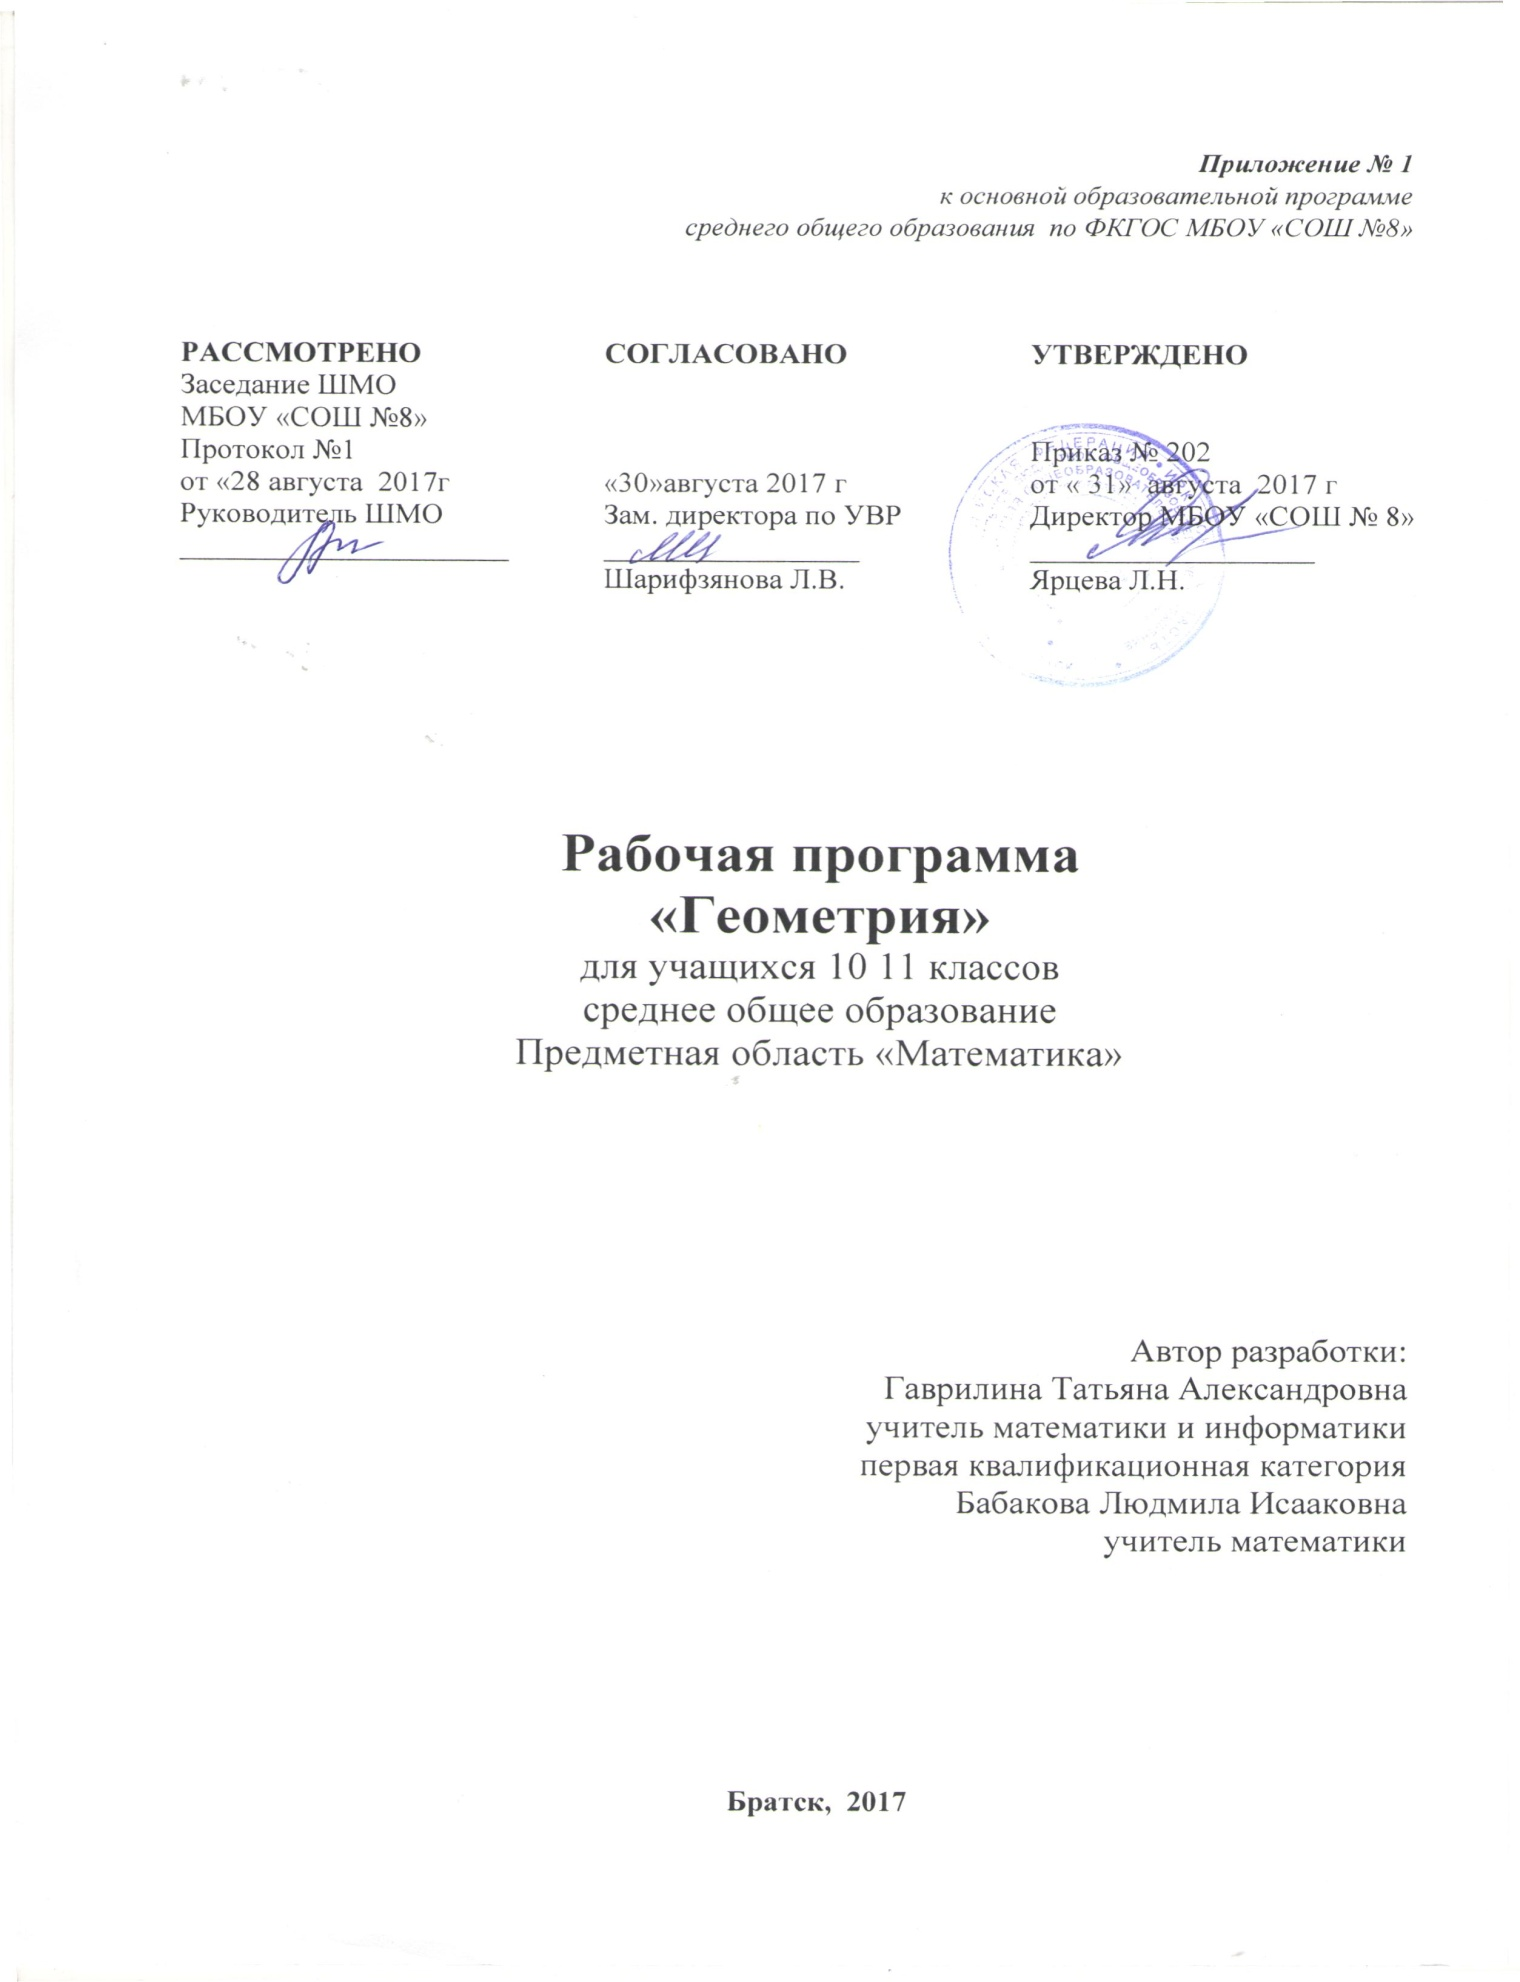 Приложение № 1
к основной образовательной программе
среднего общего образования  по ФКГОС МБОУ «СОШ №8»
РАССМОТРЕНО
Заседание ШМО
МБОУ «СОШ №8»
Протокол №1
от «28 августа  2017г
Руководитель ШМО
СОГЛАСОВАНО
«30»августа 2017 г
Зам. директора по УВР
Шарифзянова Л.В.
УТВЕРЖДЕНО
Приказ № 202
от « 31»  августа  2017 г
Директор МБОУ «СОШ № 8»
Ярцева Л.Н.
Рабочая программа
«Геометрия»
для учащихся 10 11 классов
среднее общее образование
Предметная область «Математика»
Автор разработки:
Гаврилина Татьяна Александровна
учитель математики и информатики
первая квалификационная категория
Бабакова Людмила Исааковна
учитель математики
Братск,  2017